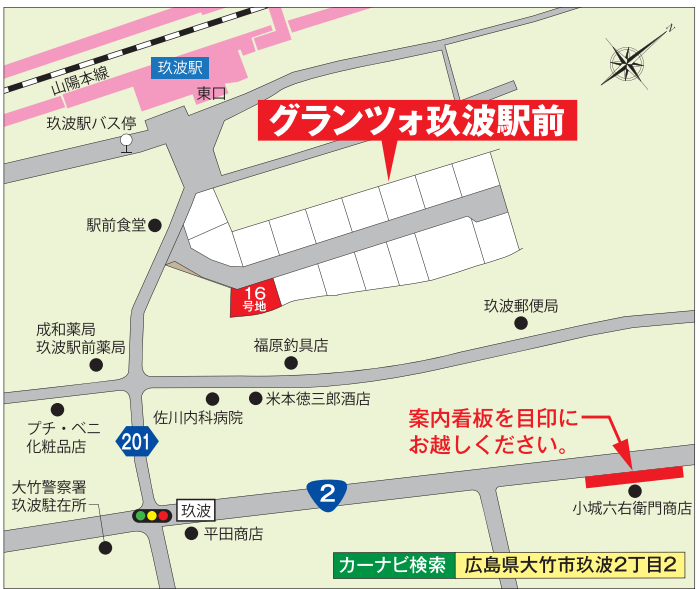 山陽本線
玖波駅
東口
N
玖波駅バス停
グランツォ玖波駅前
駅前食堂
16
号地
玖波郵便局
成和薬局
玖波駅前薬局
福原釣具店
米本徳三郎酒店
佐川内科病院
プチ・ベニ
化粧品店
201
案内看板を目印に
お越しください。
大竹警察署
玖波駐在所
2
玖波
平田商店
小城六右衛門商店
カーナビ検索
広島県大竹市玖波2丁目2